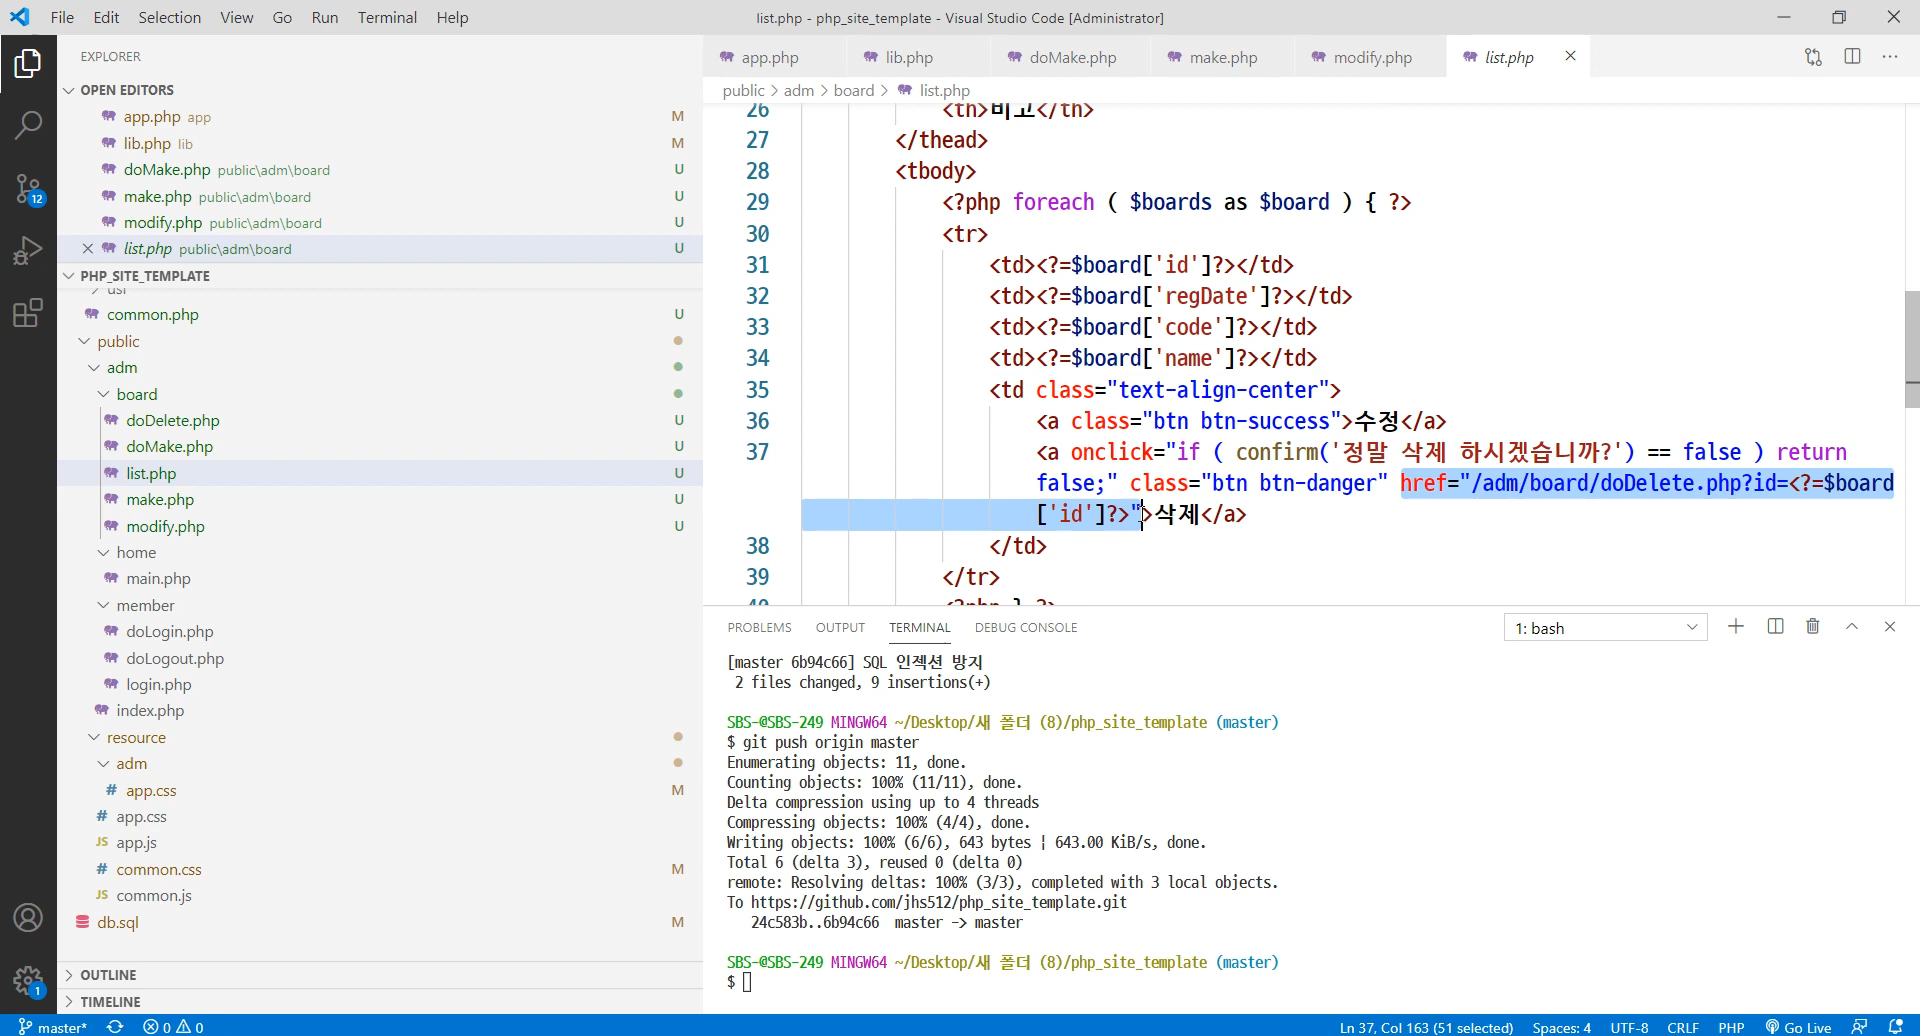 File Edit Selection View Go Run Terminal Help
list.php - php_site_template - Visual Studio Code [Administrator]
EXPLORER
OPEN EDITORS
app.php app M
lib.php lib M
doMake.php public\adm\board U
make.php public\adm\board U
modify.php public\adm\board U
list.php public\adm\board U
PHP_SITE_TEMPLATE
usr
common.php U
public
adm
board
doDelete.php U
doMake.php U
list.php U
make.php U
modify.php U
home
main.php
member
doLogin.php
doLogout.php
login.php
index.php
resource
adm
# app.css M
# app.css
JS app.js
# common.css M
JS common.js
db.sql M
OUTLINE
TIMELINE
12
1
app.php lib.php doMake.php make.php modify.php list.php
public > adm > board > list.php
26 <th>비고</th>
27 </thead>
28 <tbody>
29 <?php foreach ( $boards as $board ) { ?>
30 <tr>
31 <td><?=$board['id']?></td>
32 <td><?=$board['regDate']?></td>
33 <td><?=$board['code']?></td>
34 <td><?=$board['name']?></td>
35 <td class="text-align-center">
36 <a class="btn btn-success">수정</a>
37 <a onclick="if ( confirm('정말 삭제 하시겠습니까?') == false ) return
false;" class="btn btn-danger" href="/adm/board/doDelete.php?id=<?=$board
['id']?>">삭제</a>
38 </td>
39 </tr>
40 <?php } ?>
PROBLEMS OUTPUT TERMINAL DEBUG CONSOLE
1: bash
[master 6b94c66] SQL 인젝션 방지
2 files changed, 9 insertions(+)
SBS-@SBS-249 MINGW64 ~/Desktop/새 폴더 (8)/php_site_template (master)
$ git push origin master
Enumerating objects: 11, done.
Counting objects: 100% (11/11), done.
Delta compression using up to 4 threads
Compressing objects: 100% (4/4), done.
Writing objects: 100% (6/6), 643 bytes | 643.00 KiB/s, done.
Total 6 (delta 3), reused 0 (delta 0)
remote: Resolving deltas: 100% (3/3), completed with 3 local objects.
To https://github.com/jhs512/php_site_template.git
24c583b..6b94c66 master -> master
SBS-@SBS-249 MINGW64 ~/Desktop/새 폴더 (8)/php_site_template (master)
$
master* 0 0
Ln 37, Col 163 (51 selected) Spaces: 4 UTF-8 CRLF PHP Go Live